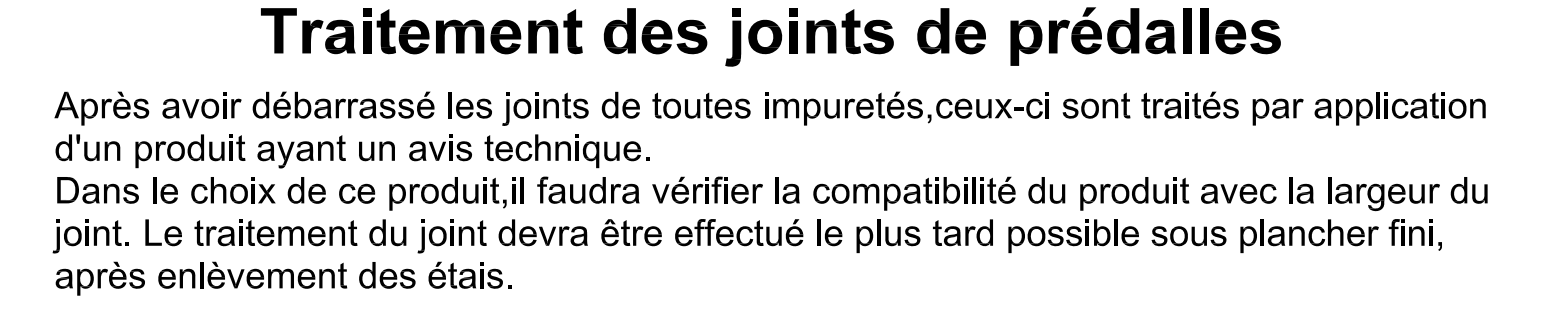 Traitement des joints de prédalles
Après avoir débarrassé les joints de toutes impuretés,ceux-ci sont traités par application
d'un produit ayant un avis technique.
Dans le choix de ce produit,il faudra vérifier la compatibilité du produit avec la largeur du
joint. Le traitement du joint devra être effectué le plus tard possible sous plancher fini,
après enlèvement des étais.